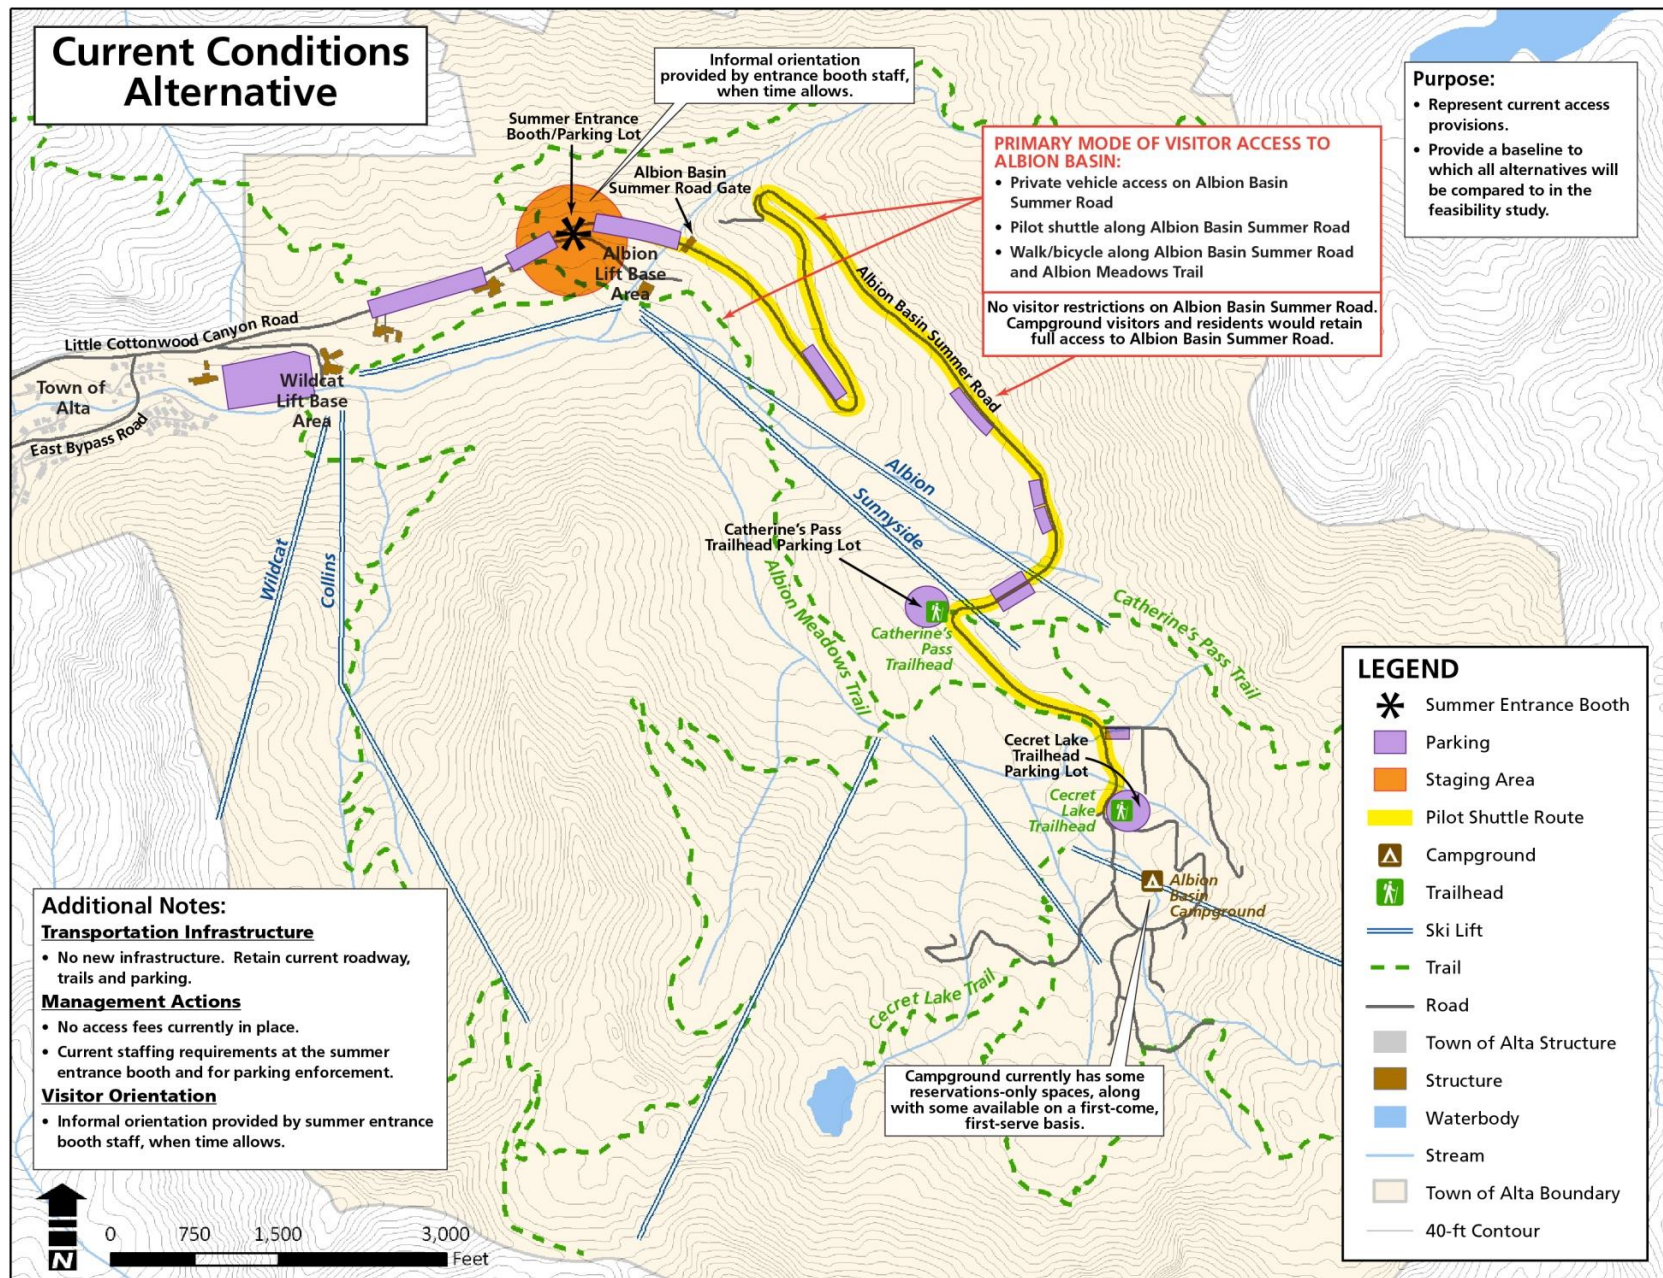 Current Conditions
Alternative
Informal orientation
provided by entrance booth staff,
when time allows.
Purpose:
• Represent current access
provisions.
• Provide a baseline to
which all alternatives will
be compared to in the
feasibility study.
Summer Entrance
Booth/Parking Lot
Albion Basin
Summer Road Gate
PRIMARY MODE OF VISITOR ACCESS TO
ALBION BASIN:
• Private vehicle access on Albion Basin
Summer Road
• Pilot shuttle along Albion Basin Summer Road
• Walk/bicycle along Albion Basin Summer Road
and Albion Meadows Trail
No visitor restrictions on Albion Basin Summer Road.
Campground visitors and residents would retain
full access to Albion Basin Summer Road.
Albion
Lift Base
Area
Albion Basin Summer Road
Little Cottonwood Canyon Road
Town of
Alta
East Bypass Road
Wildcat
Lift Base
Area
Wildcat
Collins
Albion
Sunnyside
Catherine's Pass
Trailhead Parking Lot
Albion Meadows Trail
Catherine's
Pass
Trailhead
Catherine's Pass Trail
Cecret Lake
Trailhead
Parking Lot
Cecret
Lake
Trailhead
Albion
Basin
Campground
Cecret Lake Trail
Campground currently has some
reservations-only spaces, along
with some available on a first-come,
first-serve basis.
LEGEND
Summer Entrance Booth
Parking
Staging Area
Pilot Shuttle Route
Campground
Trailhead
Ski Lift
Trail
Road
Town of Alta Structure
Structure
Waterbody
Stream
Town of Alta Boundary
40-ft Contour
Additional Notes:
Transportation Infrastructure
• No new infrastructure. Retain current roadway,
trails and parking.
Management Actions
• No access fees currently in place.
• Current staffing requirements at the summer
entrance booth and for parking enforcement.
Visitor Orientation
• Informal orientation provided by summer entrance
booth staff, when time allows.
N
0 750 1,500 3,000
Feet